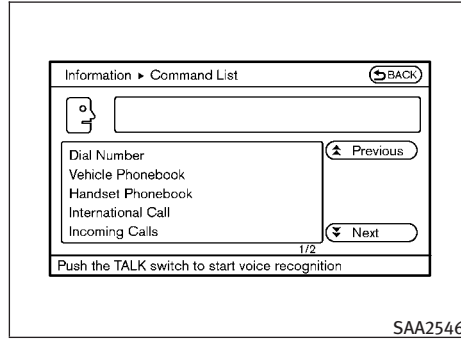 Information ▸ Command List
BACK
Dial Number
Vehicle Phonebook
Handset Phonebook
International Call
Incoming Calls
Previous
Next
1/2
Push the TALK switch to start voice recognition
SAA2546